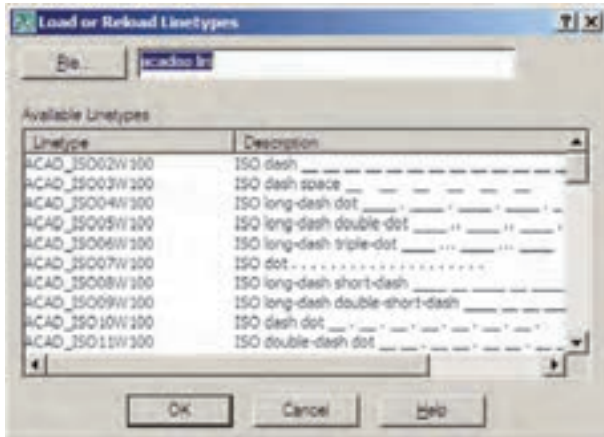 Load or Reload Linetypes
File...
acadiso.lin
Available Linetypes
Linetype Description
ACAD_ISO02W100 ISO dash
ACAD_ISO03W100 ISO dash space
ACAD_ISO04W100 ISO long-dash dot
ACAD_ISO05W100 ISO long-dash double-dot
ACAD_ISO06W100 ISO long-dash triple-dot
ACAD_ISO07W100 ISO dot
ACAD_ISO08W100 ISO long-dash short-dash
ACAD_ISO09W100 ISO long-dash double-short-dash
ACAD_ISO10W100 ISO dash dot
ACAD_ISO11W100 ISO double-dash dot
OK Cancel Help